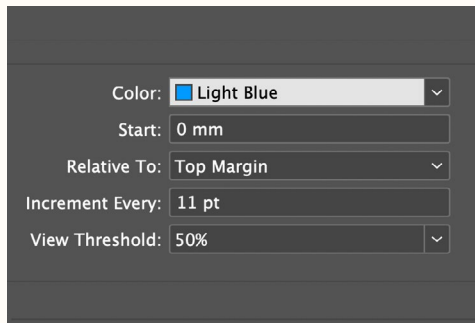 Color: Light Blue
Start: 0 mm
Relative To: Top Margin
Increment Every: 11 pt
View Threshold: 50%